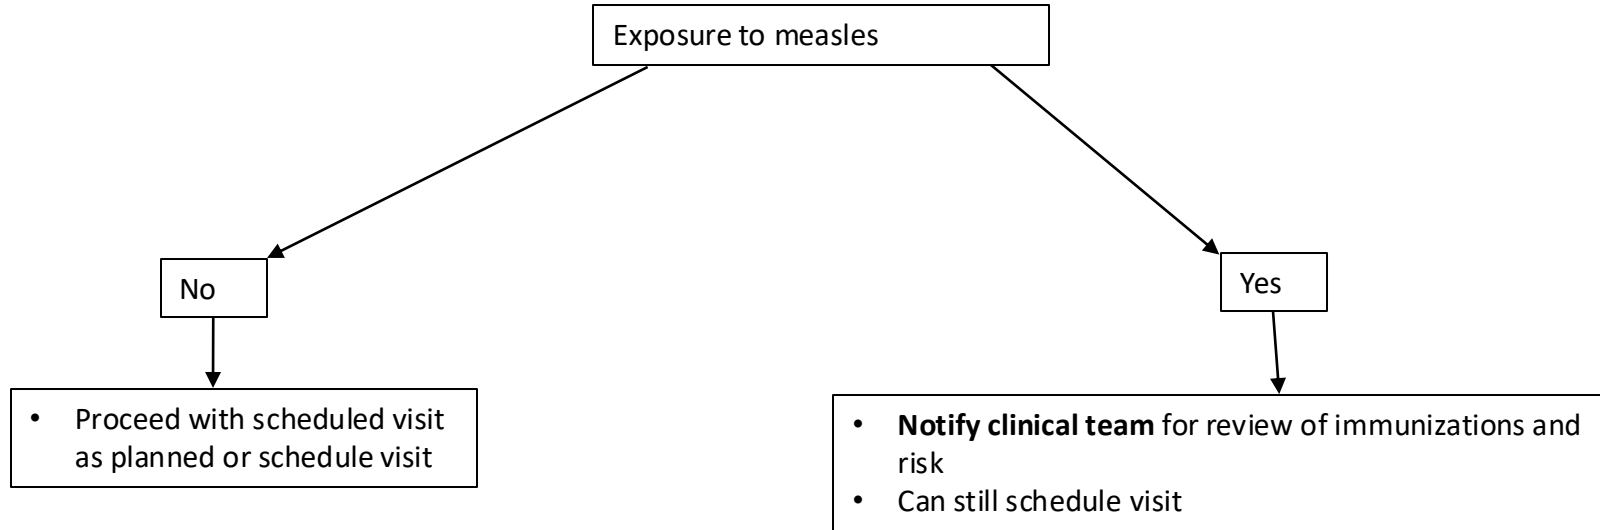 Exposure to measles
No
Yes
• Proceed with scheduled visit
as planned or schedule visit
• Notify clinical team for review of immunizations and
risk
• Can still schedule visit